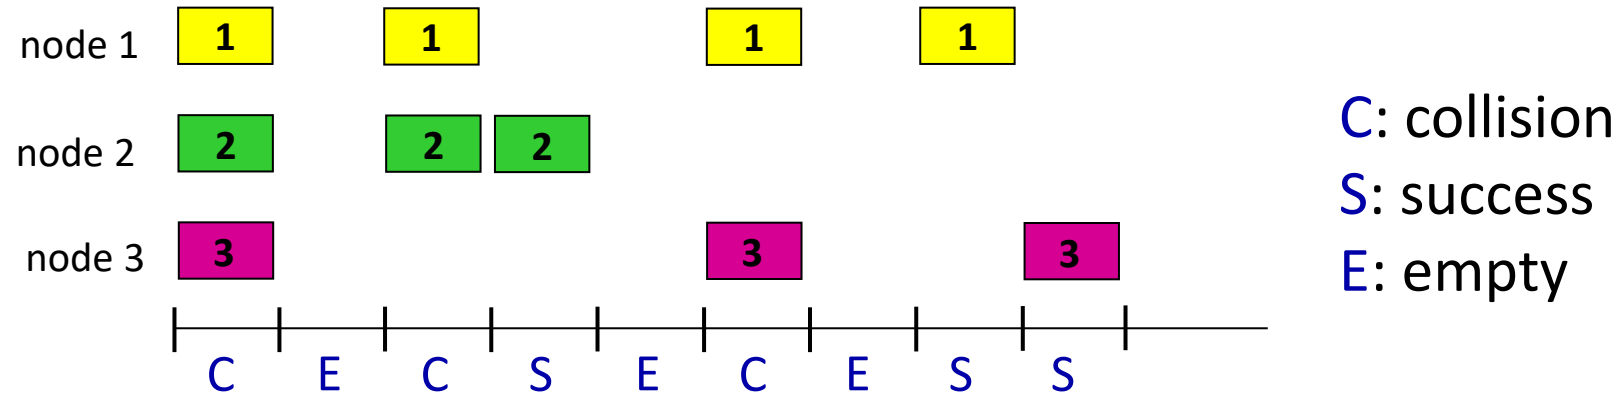 node 1 1 1 1 1
node 2 2 2 2
node 3 3 3 3
C E C S E C E S S
C: collision
S: success
E: empty